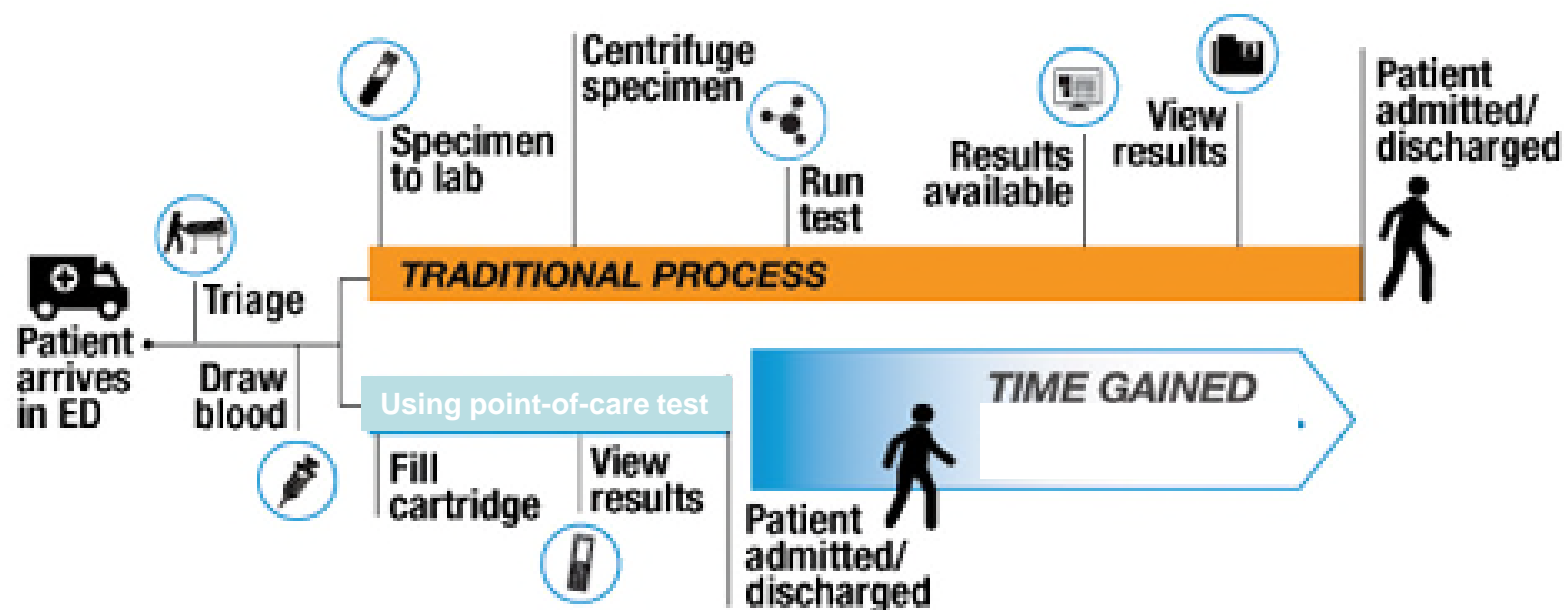 Patient
arrives
in ED
Triage
Draw
blood
Specimen
to lab
Centrifuge
specimen
Run
test
Results
available
View
results
Patient
admitted/
discharged
TRADITIONAL PROCESS
Using point-of-care test
Fill
cartridge
View
results
Patient
admitted/
discharged
TIME GAINED